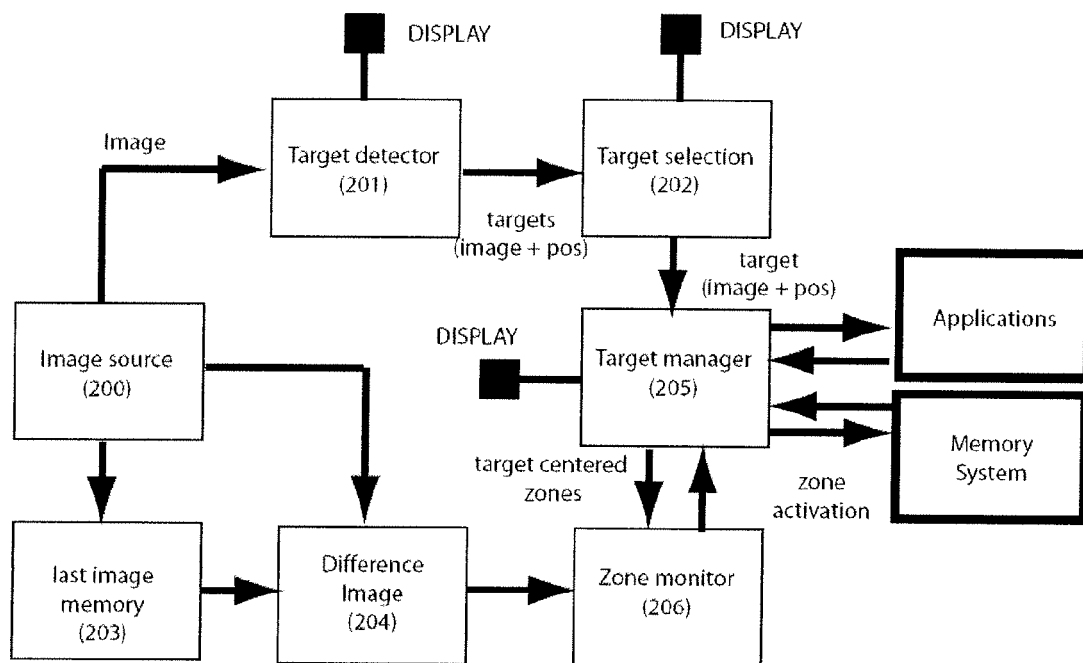 DISPLAY
DISPLAY
Image
Target detector
(201)
Target selection
(202)
targets
(image + pos)
target
(image + pos)
Applications
DISPLAY
Image source
(200)
Target manager
(205)
Memory
System
target centered
zones
zone
activation
last image
memory
(203)
Difference
Image
(204)
Zone monitor
(206)